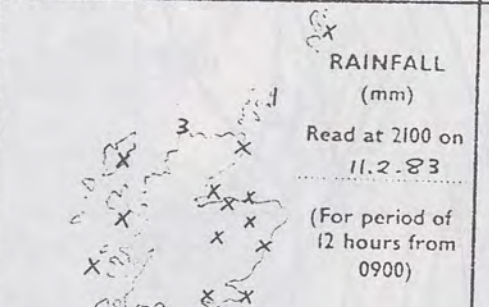 RAINFALL
(mm)
Read at 2100 on
11.2.83
(For period of
12 hours from
0900)
1
3
x
x
x
x
x
x
x
x
x
x
x
x
x
x